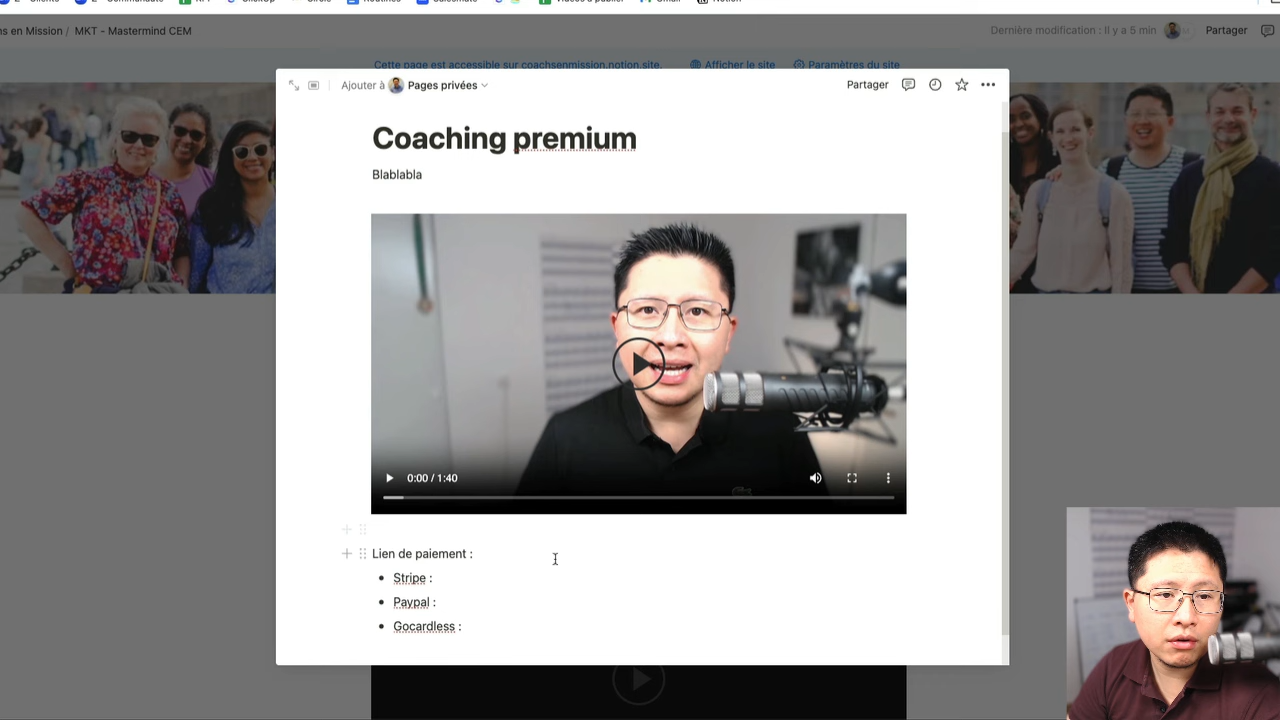 ns en Mission / MKT - Mastermind CEM
Dernière modification : Il y a 5 min
Partager
Cette page est accessible sur coachsenmission.notion.site.
Afficher le site
Paramètres du site
Ajouter à
Pages privées
Partager
Coaching premium
Blablabla
0:00 / 1:40
Lien de paiement :
• Stripe :
• Paypal :
• Gocardless :